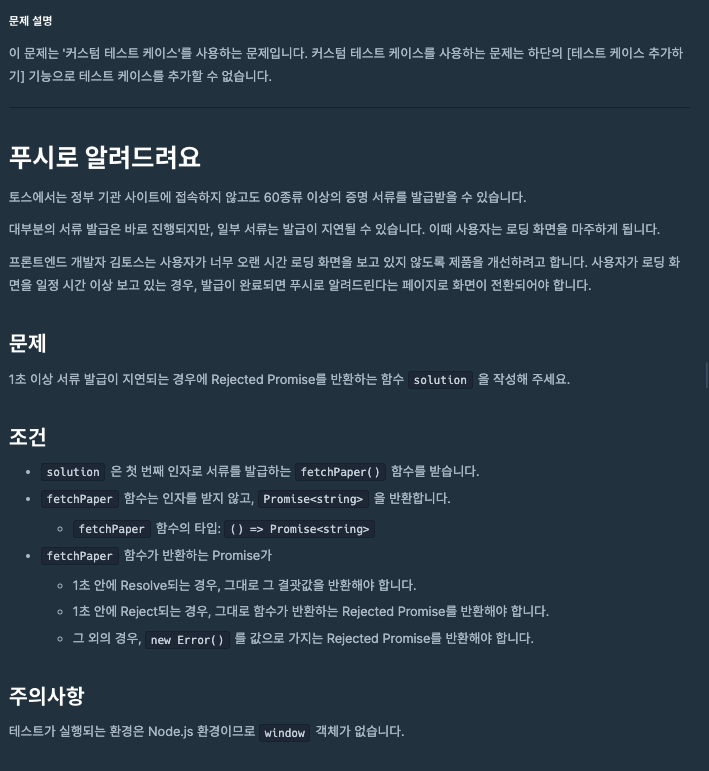 문제 설명
이 문제는 '커스텀 테스트 케이스'를 사용하는 문제입니다. 커스텀 테스트 케이스를 사용하는 문제는 하단의 [테스트 케이스 추가하
기] 기능으로 테스트 케이스를 추가할 수 없습니다.
푸시로 알려드려요
토스에서는 정부 기관 사이트에 접속하지 않고도 60종류 이상의 증명 서류를 발급받을 수 있습니다.
대부분의 서류 발급은 바로 진행되지만, 일부 서류는 발급이 지연될 수 있습니다. 이때 사용자는 로딩 화면을 마주하게 됩니다.
프론트엔드 개발자 김토스는 사용자가 너무 오랜 시간 로딩 화면을 보고 있지 않도록 제품을 개선하려고 합니다. 사용자가 로딩 화
면을 일정 시간 이상 보고 있는 경우, 발급이 완료되면 푸시로 알려드린다는 페이지로 화면이 전환되어야 합니다.
문제
1초 이상 서류 발급이 지연되는 경우에 Rejected Promise를 반환하는 함수 solution 을 작성해 주세요.
조건
• solution 은 첫 번째 인자로 서류를 발급하는 fetchPaper() 함수를 받습니다.
• fetchPaper 함수는 인자를 받지 않고, Promise<string> 을 반환합니다.
◦ fetchPaper 함수의 타입: () => Promise<string>
• fetchPaper 함수가 반환하는 Promise가
◦ 1초 안에 Resolve되는 경우, 그대로 그 결괏값을 반환해야 합니다.
◦ 1초 안에 Reject되는 경우, 그대로 함수가 반환하는 Rejected Promise를 반환해야 합니다.
◦ 그 외의 경우, new Error() 를 값으로 가지는 Rejected Promise를 반환해야 합니다.
주의사항
테스트가 실행되는 환경은 Node.js 환경이므로 window 객체가 없습니다.